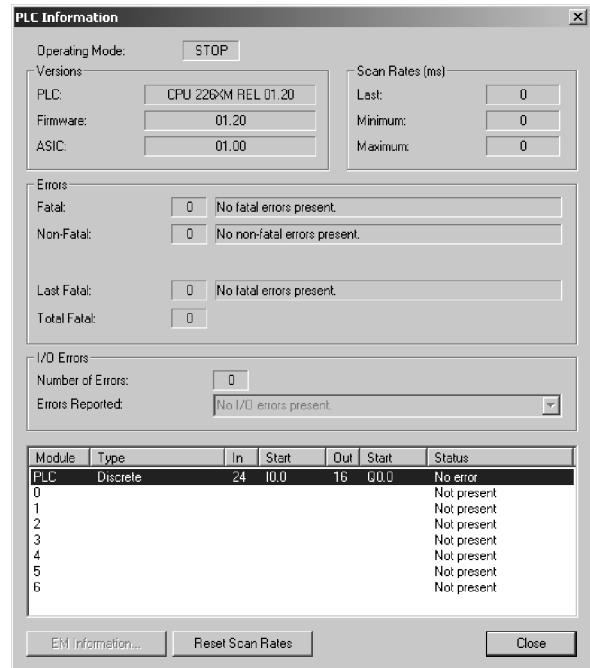 PLC Information
Operating Mode: STOP
Versions
PLC: CPU 226XM REL 01.20
Firmware: 01.20
ASIC: 01.00
Scan Rates (ms)
Last: 0
Minimum: 0
Maximum: 0
Errors
Fatal: 0 No fatal errors present.
Non-Fatal: 0 No non-fatal errors present.
Last Fatal: 0 No fatal errors present.
Total Fatal: 0
I/O Errors
Number of Errors: 0
Errors Reported: No I/O errors present.
Module Type In Start Out Start Status
PLC Discrete 24 I0.0 16 Q0.0 No error
0 Not present
1 Not present
2 Not present
3 Not present
4 Not present
5 Not present
6 Not present
EM Information... Reset Scan Rates Close